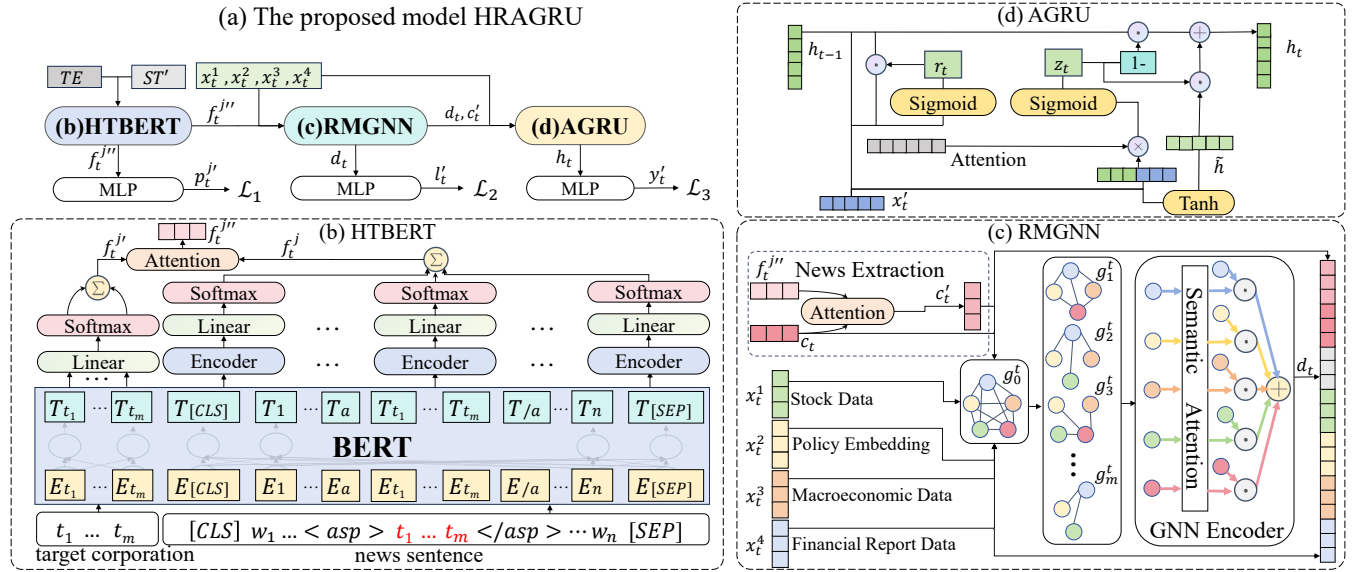 (a) The proposed model HRAGRU
TE ST′ x_t^1, x_t^2, x_t^3, x_t^4
(b)HTBERT f_t^{j′′} (c)RMGNN d_t, c_t′ (d)AGRU
f_t^{j′′} d_t h_t
MLP p_t^{j′} ℒ_1 MLP l_t′ ℒ_2 MLP y_t′ ℒ_3
(b) HTBERT
f_t^{j′} f_t^{j′′} f_t^j
Attention
Σ Σ
Softmax Softmax Softmax
Softmax
Linear ... Linear ... Linear
Linear
Encoder ... Encoder ... Encoder
...
T_{t_1} ... T_{t_m} T_{[CLS]} T_1 ... T_a T_{t_1} ... T_{t_m} T_{/a} ... T_n T_{[SEP]}
BERT
E_{t_1} ... E_{t_m} E_{[CLS]} E_1 ... E_a E_{t_1} ... E_{t_m} E_{/a} ... E_n E_{[SEP]}
t_1 ... t_m [CLS] w_1 ... < asp > t_1 ... t_m </asp> ⋯ w_n [SEP]
target corporation news sentence
(d) AGRU
h_{t−1} r_t z_t 1- h_t
Sigmoid Sigmoid
Attention h̃
x_t′ Tanh
(c) RMGNN
f_t^{j′′} News Extraction
Attention c_t′
c_t
x_t^1 Stock Data
x_t^2 Policy Embedding
x_t^3 Macroeconomic Data
x_t^4 Financial Report Data
g_0^t
g_1^t
g_2^t
g_3^t
⋮
g_m^t
Semantic Attention
d_t
GNN Encoder